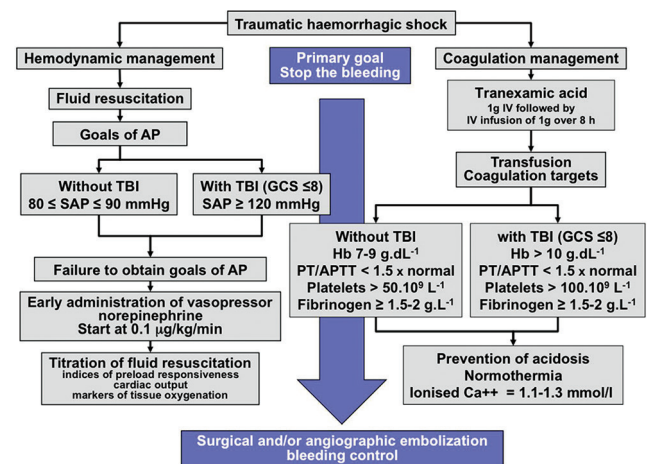 Traumatic haemorrhagic shock
Hemodynamic management
Fluid resuscitation
Goals of AP
Without TBI
80 ≤ SAP ≤ 90 mmHg
With TBI (GCS ≤8)
SAP ≥ 120 mmHg
Failure to obtain goals of AP
Early administration of vasopressor
norepinephrine
Start at 0.1 µg/kg/min
Titration of fluid resuscitation
indices of preload responsiveness
cardiac output
markers of tissue oxygenation
Primary goal
Stop the bleeding
Coagulation management
Tranexamic acid
1g IV followed by
IV infusion of 1g over 8 h
Transfusion
Coagulation targets
Without TBI
Hb 7-9 g.dL⁻¹
PT/APTT < 1.5 x normal
Platelets > 50.10⁹ L⁻¹
Fibrinogen ≥ 1.5-2 g.L⁻¹
with TBI (GCS ≤8)
Hb > 10 g.dL⁻¹
PT/APTT < 1.5 x normal
Platelets > 100.10⁹ L⁻¹
Fibrinogen ≥ 1.5-2 g.L⁻¹
Prevention of acidosis
Normothermia
Ionised Ca++ = 1.1-1.3 mmol/l
Surgical and/or angiographic embolization
bleeding control